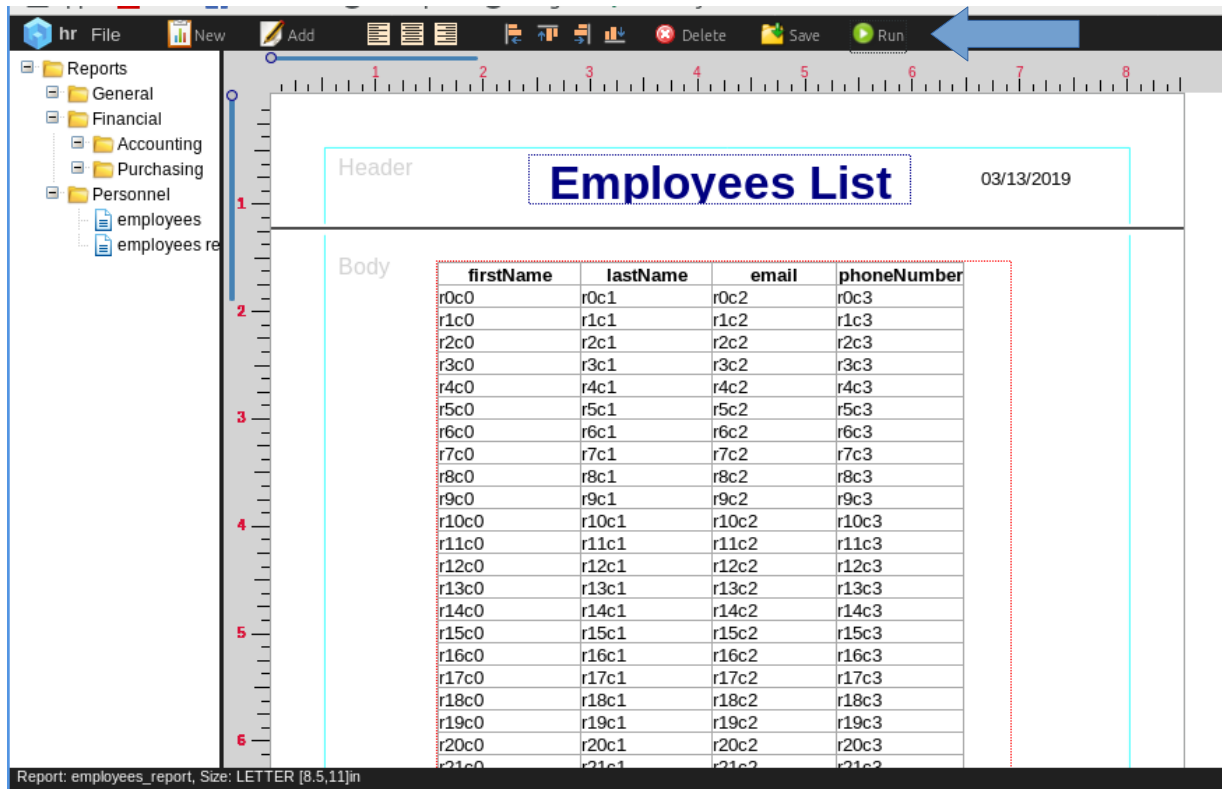 hr File New Add Delete Save Run
Reports
General
Financial
Accounting
Purchasing
Personnel
employees
employees re
1 2 3 4 5 6 7 8
1
2
3
4
5
6
Header
Employees List
03/13/2019
Body
firstName lastName email phoneNumber
r0c0 r0c1 r0c2 r0c3
r1c0 r1c1 r1c2 r1c3
r2c0 r2c1 r2c2 r2c3
r3c0 r3c1 r3c2 r3c3
r4c0 r4c1 r4c2 r4c3
r5c0 r5c1 r5c2 r5c3
r6c0 r6c1 r6c2 r6c3
r7c0 r7c1 r7c2 r7c3
r8c0 r8c1 r8c2 r8c3
r9c0 r9c1 r9c2 r9c3
r10c0 r10c1 r10c2 r10c3
r11c0 r11c1 r11c2 r11c3
r12c0 r12c1 r12c2 r12c3
r13c0 r13c1 r13c2 r13c3
r14c0 r14c1 r14c2 r14c3
r15c0 r15c1 r15c2 r15c3
r16c0 r16c1 r16c2 r16c3
r17c0 r17c1 r17c2 r17c3
r18c0 r18c1 r18c2 r18c3
r19c0 r19c1 r19c2 r19c3
r20c0 r20c1 r20c2 r20c3
r21c0 r21c1 r21c2 r21c3
Report: employees_report, Size: LETTER [8.5,11]in